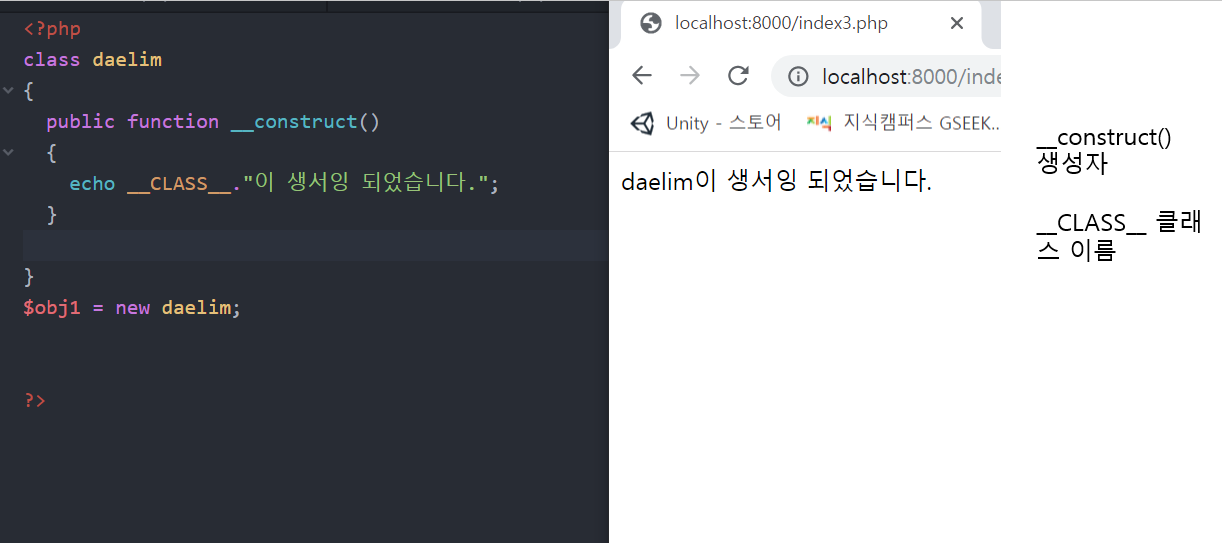 <?php
class daelim
{
public function __construct()
{
echo __CLASS__."이 생서잉 되었습니다.";
}
}
$obj1 = new daelim;
?>
localhost:8000/index3.php
localhost:8000/inde
Unity - 스토어 지식 지식캠퍼스 GSEEK...
daelim이 생서잉 되었습니다.
__construct()
생성자
__CLASS__ 클래
스 이름